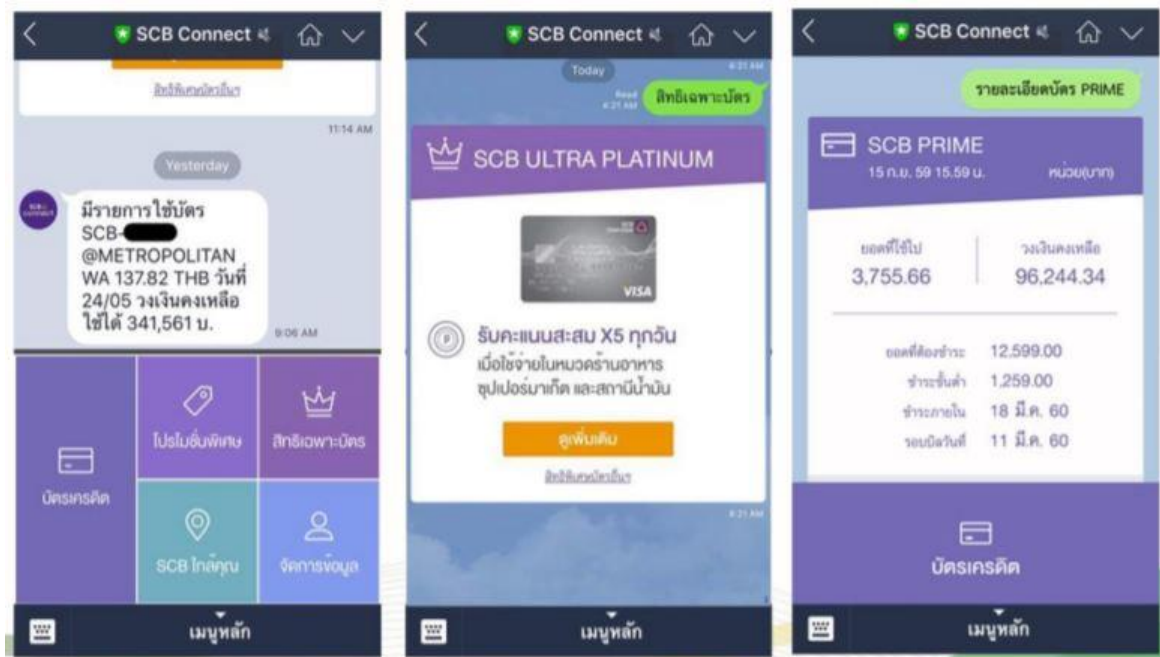 SCB Connect
สิทธิพิเศษบัตรอื่นๆ
11:14 AM
Yesterday
มีรายการใช้บัตร
SCB-
@METROPOLITAN
WA 137.82 THB วันที่
24/05 วงเงินคงเหลือ
ใช้ได้ 341,561 บ.
9:06 AM
บัตรเครดิต
โปรโมชั่นพิเศษ
สิทธิเฉพาะบัตร
SCB ใกล้คุณ
จัดการข้อมูล
เมนูหลัก
SCB Connect
Today
4:21 AM
Read
4:21 AM
สิทธิเฉพาะบัตร
SCB ULTRA PLATINUM
VISA
รับคะแนนสะสม X5 ทุกวัน
เมื่อใช้จ่ายในหมวดร้านอาหาร
ซุปเปอร์มาเก็ต และสถานีน้ำมัน
ดูเพิ่มเติม
สิทธิพิเศษบัตรอื่นๆ
4:21 AM
เมนูหลัก
SCB Connect
รายละเอียดบัตร PRIME
SCB PRIME
15 ก.ย. 59 15.59 น. หน่วย(บาท)
ยอดที่ใช้ไป วงเงินคงเหลือ
3,755.66 96,244.34
ยอดที่ต้องชำระ 12,599.00
ชำระขั้นต่ำ 1,259.00
ชำระภายใน 18 มี.ค. 60
รอบบิลวันที่ 11 มี.ค. 60
บัตรเครดิต
เมนูหลัก